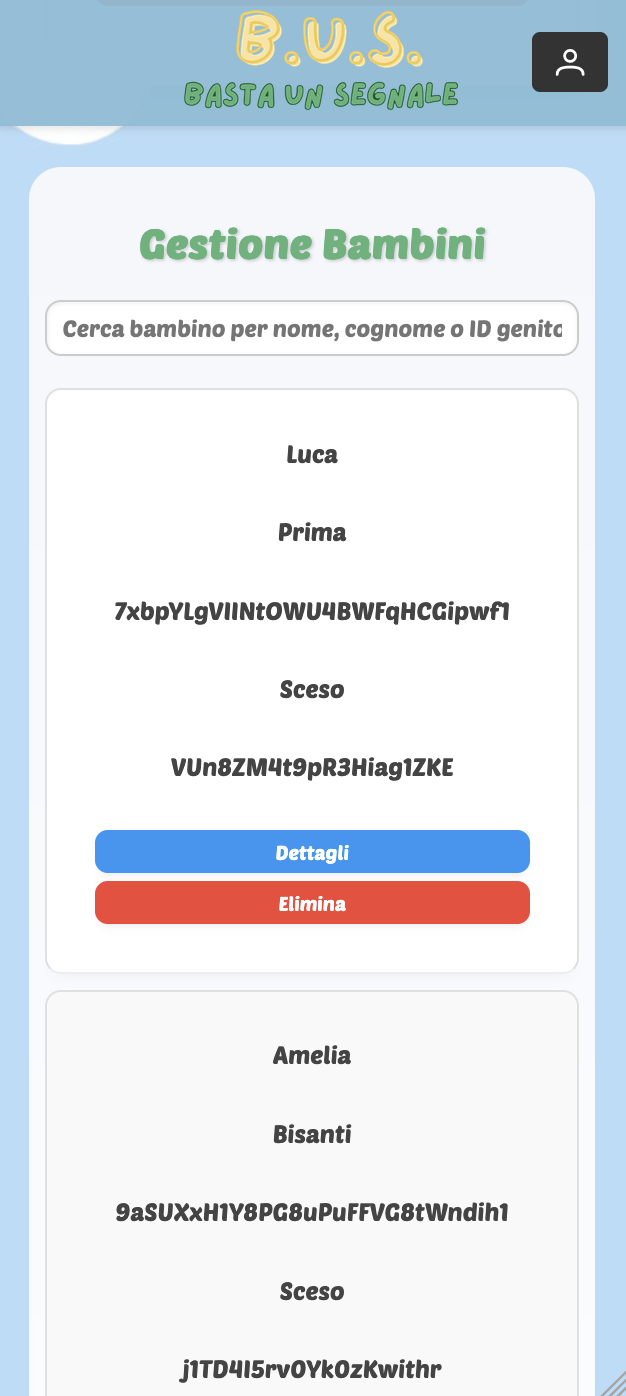 B.U.S.
BASTA UN SEGNALE
Gestione Bambini
Cerca bambino per nome, cognome o ID genito
Luca
Prima
7xbpYLgVIINtOWU4BWFqHCGipwf1
Sceso
VUn8ZM4t9pR3Hiag1ZKE
Dettagli
Elimina
Amelia
Bisanti
9aSUXxH1Y8PG8uPuFFVG8tWndih1
Sceso
j1TD4I5rv0Yk0zKwithr